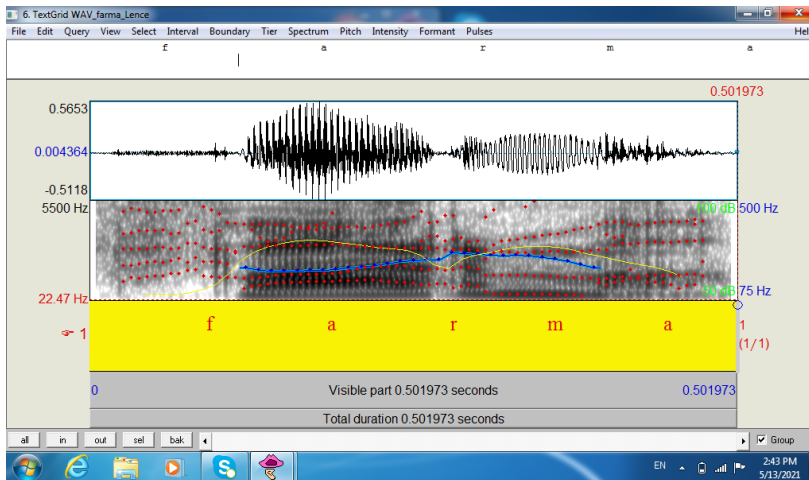 6. TextGrid WAV_farma_Lence
File Edit Query View Select Interval Boundary Tier Spectrum Pitch Intensity Formant Pulses Hel
f a r m a
0.501973
0.5653
0.004364
-0.5118
5500 Hz 100 dB 500 Hz
22.47 Hz 50 dB 75 Hz
f a r m a 1
☞ 1 (1/1)
0 Visible part 0.501973 seconds 0.501973
Total duration 0.501973 seconds
all in out sel bak Group
EN 2:43 PM
5/13/2021